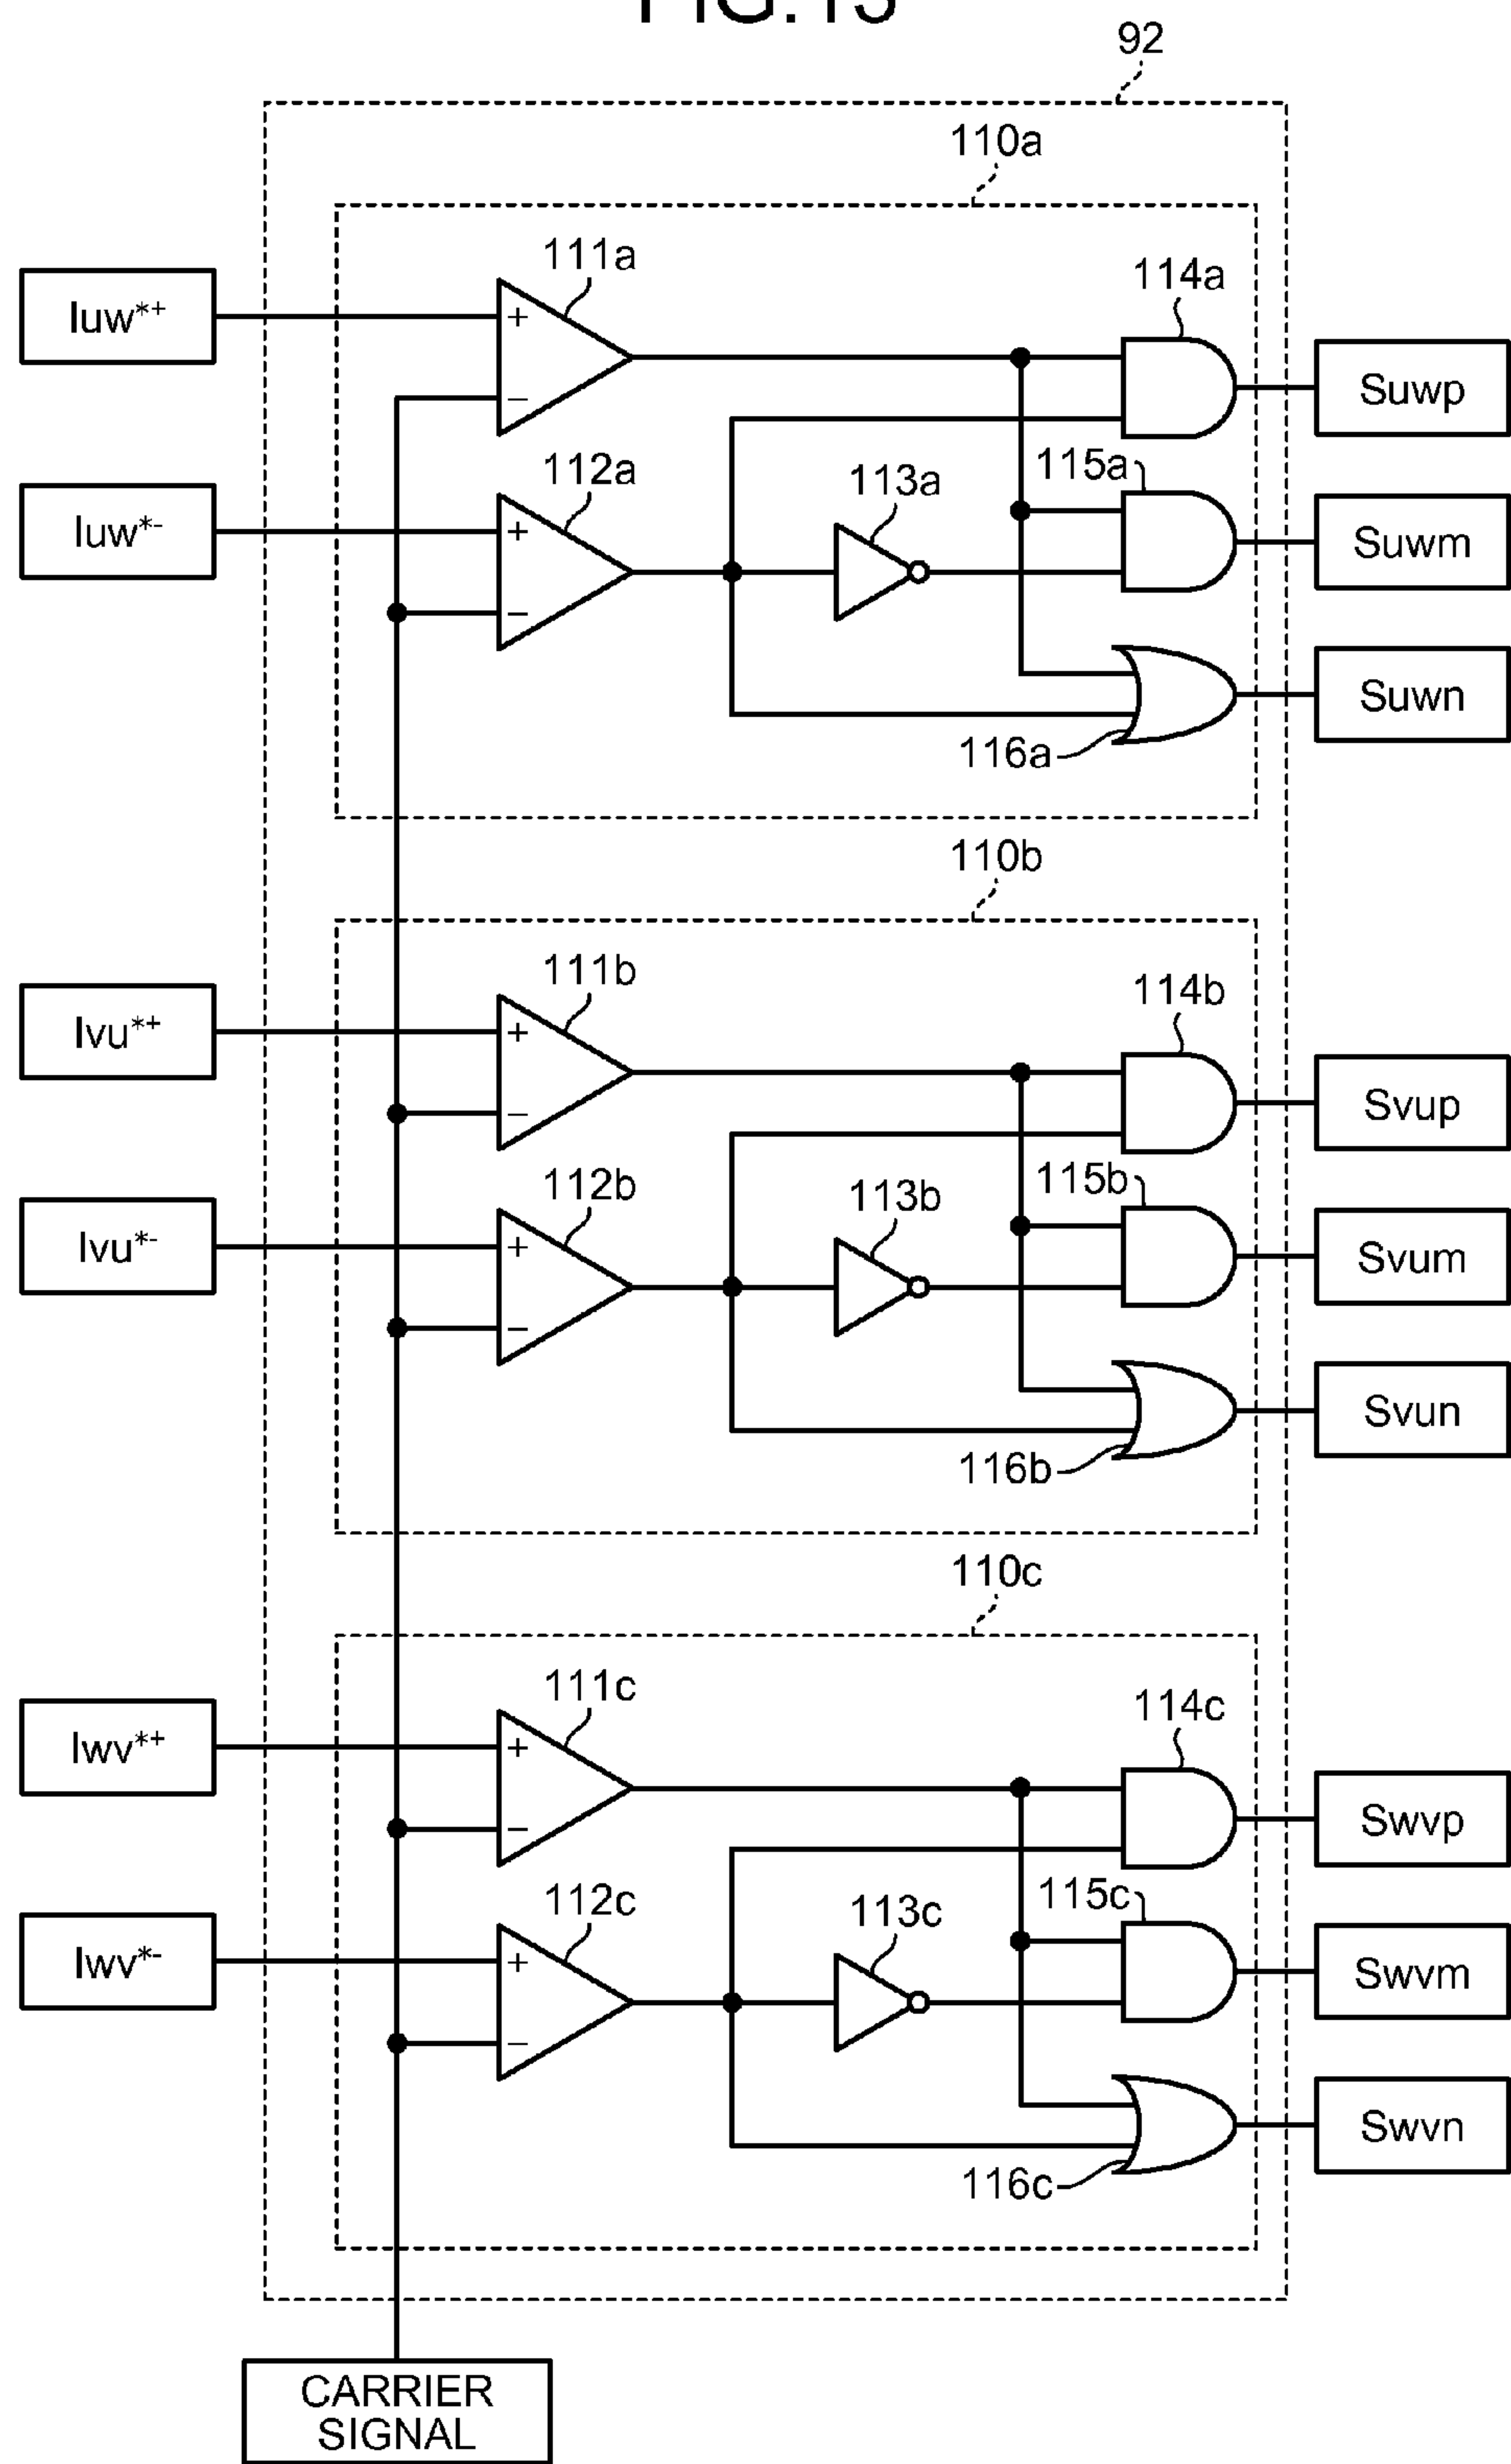 FIG.13
92
110a
111a
114a
Iuw*+
+
Suwp
−
112a
113a
115a
Iuw*-
+
Suwm
−
Suwn
116a
110b
111b
114b
Ivu*+
+
Svup
−
112b
113b
115b
Ivu*-
+
Svum
−
Svun
116b
110c
111c
114c
Iwv*+
+
Swvp
−
112c
113c
115c
Iwv*-
+
Swvm
−
Swvn
116c
CARRIER
SIGNAL